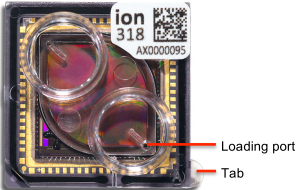 ion
318
AX0000095
Loading port
Tab